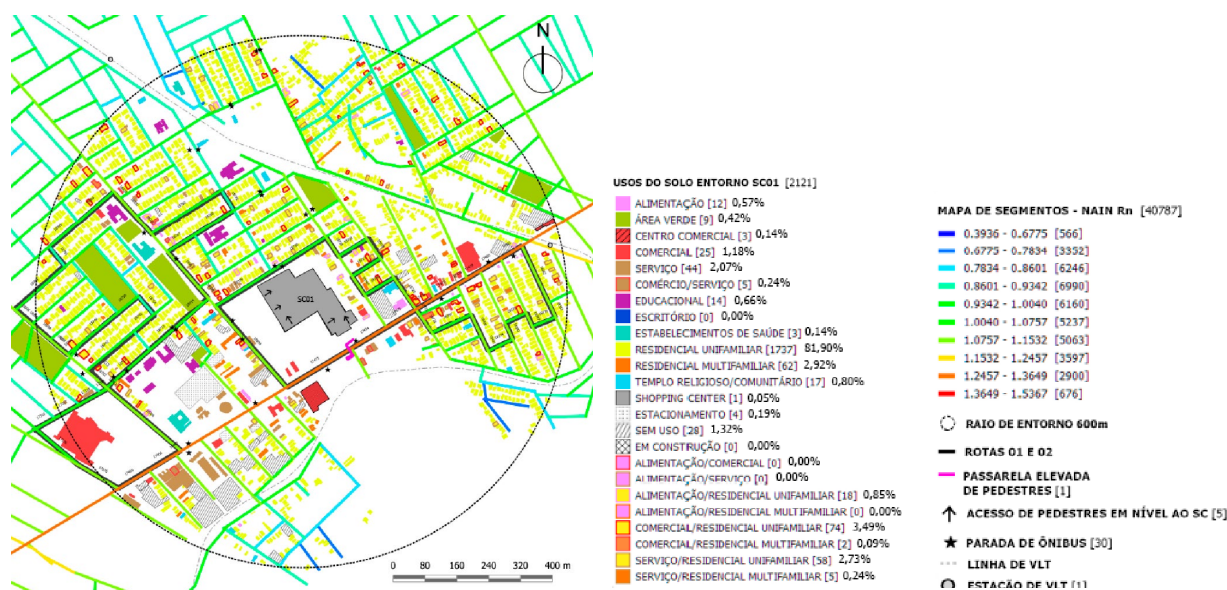 N
SC01
0 80 160 240 320 400 m
USOS DO SOLO ENTORNO SC01 [2121]
ALIMENTAÇÃO [12] 0,57%
ÁREA VERDE [9] 0,42%
CENTRO COMERCIAL [3] 0,14%
COMERCIAL [25] 1,18%
SERVIÇO [44] 2,07%
COMÉRCIO/SERVIÇO [5] 0,24%
EDUCACIONAL [14] 0,66%
ESCRITÓRIO [0] 0,00%
ESTABELECIMENTOS DE SAÚDE [3] 0,14%
RESIDENCIAL UNIFAMILIAR [1737] 81,90%
RESIDENCIAL MULTIFAMILIAR [62] 2,92%
TEMPLO RELIGIOSO/COMUNITÁRIO [17] 0,80%
SHOPPING CENTER [1] 0,05%
ESTACIONAMENTO [4] 0,19%
SEM USO [28] 1,32%
EM CONSTRUÇÃO [0] 0,00%
ALIMENTAÇÃO/COMERCIAL [0] 0,00%
ALIMENTAÇÃO/SERVIÇO [0] 0,00%
ALIMENTAÇÃO/RESIDENCIAL UNIFAMILIAR [18] 0,85%
ALIMENTAÇÃO/RESIDENCIAL MULTIFAMILIAR [0] 0,00%
COMERCIAL/RESIDENCIAL UNIFAMILIAR [74] 3,49%
COMERCIAL/RESIDENCIAL MULTIFAMILIAR [2] 0,09%
SERVIÇO/RESIDENCIAL UNIFAMILIAR [58] 2,73%
SERVIÇO/RESIDENCIAL MULTIFAMILIAR [5] 0,24%
MAPA DE SEGMENTOS - NAIN Rn [40787]
0.3936 - 0.6775 [566]
0.6775 - 0.7834 [3352]
0.7834 - 0.8601 [6246]
0.8601 - 0.9342 [6990]
0.9342 - 1.0040 [6160]
1.0040 - 1.0757 [5237]
1.0757 - 1.1532 [5063]
1.1532 - 1.2457 [3597]
1.2457 - 1.3649 [2900]
1.3649 - 1.5367 [676]
RAIO DE ENTORNO 600m
ROTAS 01 E 02
PASSARELA ELEVADA
DE PEDESTRES [1]
ACESSO DE PEDESTRES EM NÍVEL AO SC [5]
PARADA DE ÔNIBUS [30]
LINHA DE VLT
ESTAÇÃO DE VLT [1]